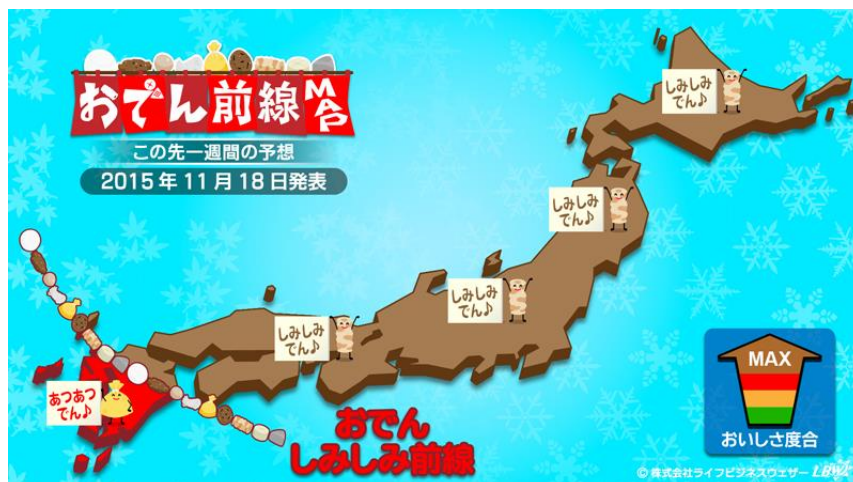 おでん前線MAP
この先一週間の予想
2015年11月18日発表
しみしみ
でん♪
しみしみ
でん♪
しみしみ
でん♪
しみしみ
でん♪
あつあつ
でん♪
おでん
しみしみ前線
MAX
おいしさ度合
© 株式会社ライフビジネスウェザー LBW